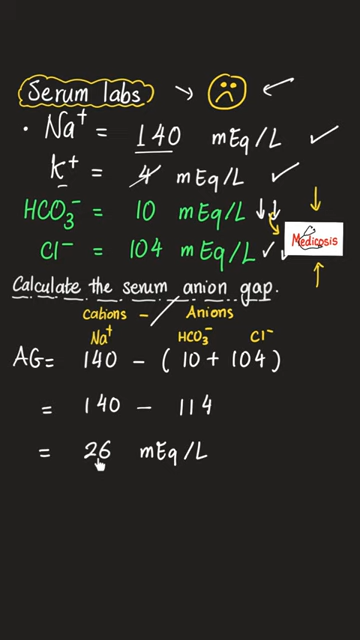 Serum labs
• Na+ = 140 mEq/L
K+ = 4 mEq/L
HCO3- = 10 mEq/L ↓↓
Cl- = 104 mEq/L
Medicosis
Calculate the serum anion gap.
Cations - Anions
Na+ HCO3- Cl-
AG = 140 - (10 + 104)
= 140 - 114
= 26 mEq/L